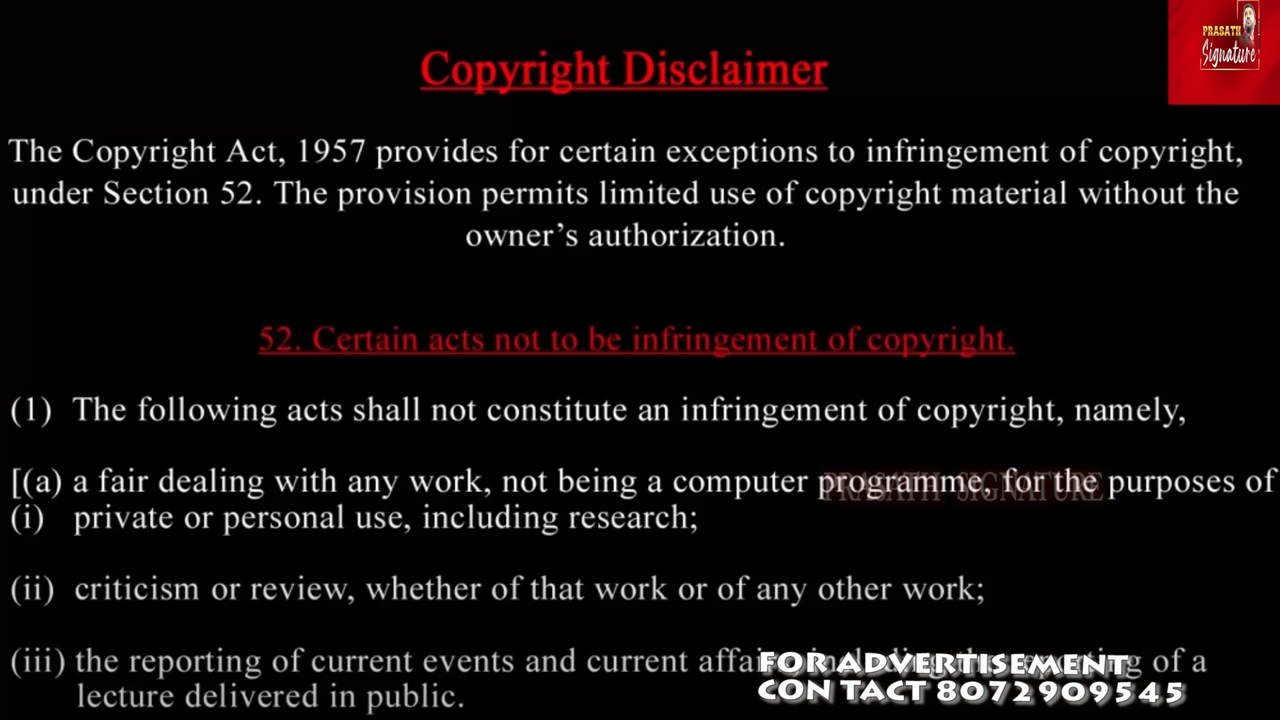 PRASATH
Signature
Copyright Disclaimer
The Copyright Act, 1957 provides for certain exceptions to infringement of copyright,
under Section 52. The provision permits limited use of copyright material without the
owner’s authorization.
52. Certain acts not to be infringement of copyright.
(1) The following acts shall not constitute an infringement of copyright, namely,
[(a) a fair dealing with any work, not being a computer programme, for the purposes of
PRASATH SIGNATURE
(i) private or personal use, including research;
(ii) criticism or review, whether of that work or of any other work;
(iii) the reporting of current events and current of a
lecture delivered in public.
FOR ADVERTISEMENT
CON TACT 8072909545